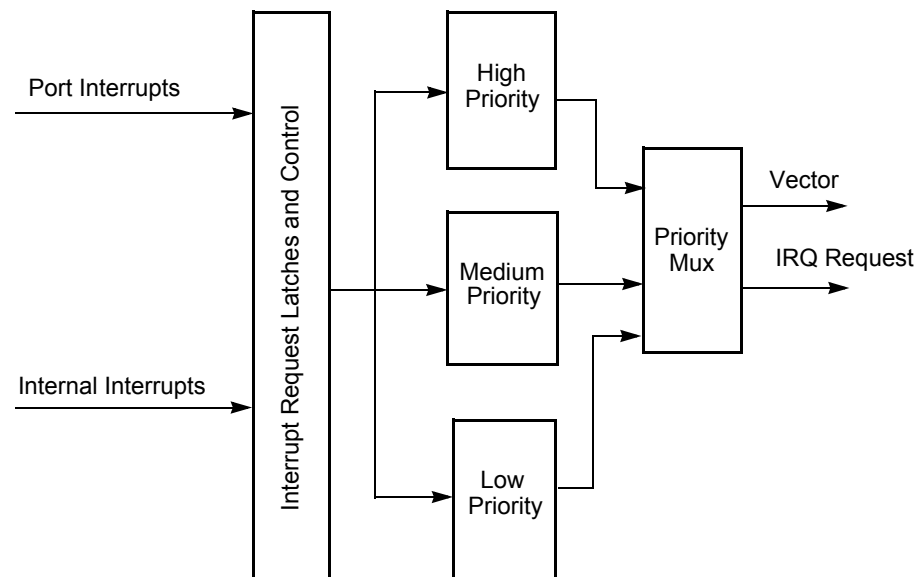 Port Interrupts
Internal Interrupts
Interrupt Request Latches and Control
High
Priority
Medium
Priority
Low
Priority
Priority
Mux
Vector
IRQ Request